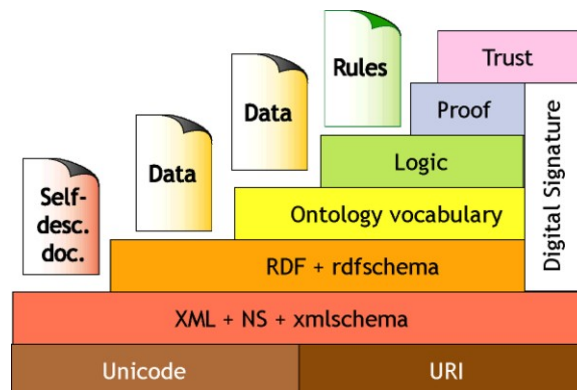 Rules
Trust
Data
Proof
Data
Logic
Self-
desc.
doc.
Ontology vocabulary
Digital Signature
RDF + rdfschema
XML + NS + xmlschema
Unicode
URI